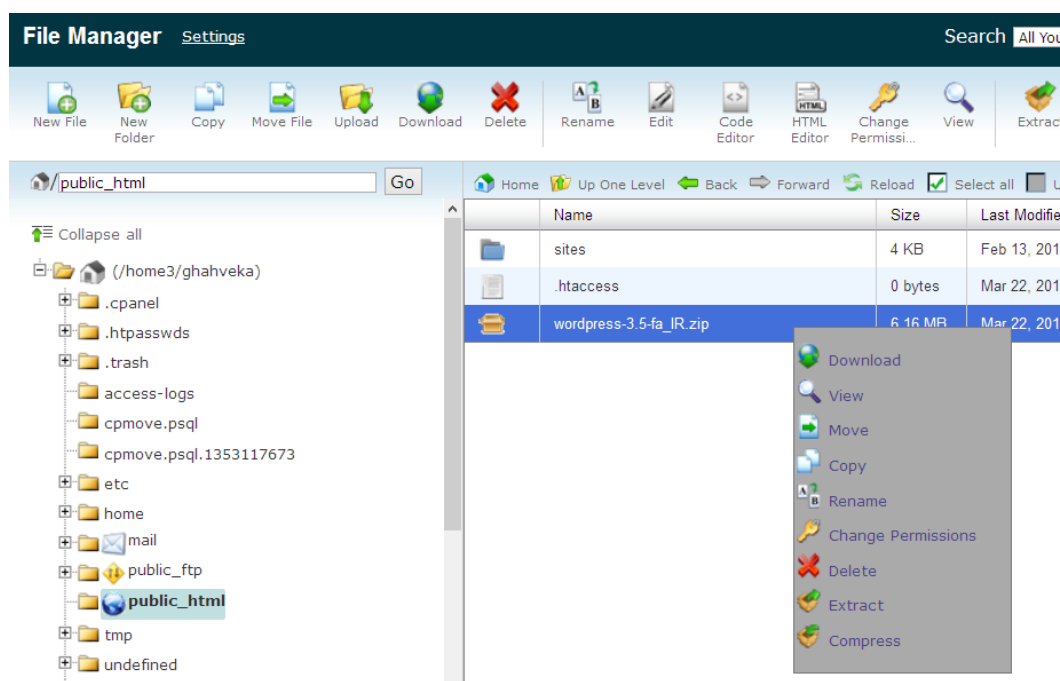 File Manager Settings Search All You
New File New Folder Copy Move File Upload Download Delete Rename Edit Code Editor HTML Editor Change Permissi... View Extract
/public_html Go
Home Up One Level Back Forward Reload Select all U
Collapse all
(/home3/ghahveka)
.cpanel
.htpasswds
.trash
access-logs
cpmove.psql
cpmove.psql.1353117673
etc
home
mail
public_ftp
public_html
tmp
undefined
Name Size Last Modifie
sites 4 KB Feb 13, 201
.htaccess 0 bytes Mar 22, 201
wordpress-3.5-fa_IR.zip 6.16 MB Mar 22, 201
Download
View
Move
Copy
Rename
Change Permissions
Delete
Extract
Compress